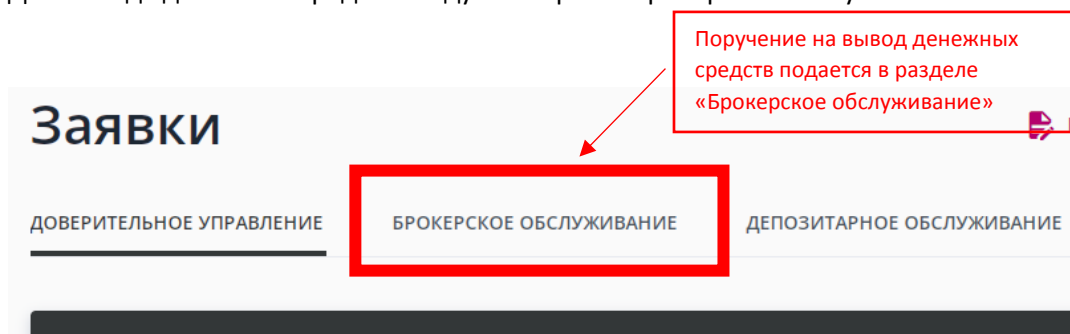 Поручение на вывод денежных
средств подается в разделе
«Брокерское обслуживание»
Заявки
ДОВЕРИТЕЛЬНОЕ УПРАВЛЕНИЕ БРОКЕРСКОЕ ОБСЛУЖИВАНИЕ ДЕПОЗИТАРНОЕ ОБСЛУЖИВАНИЕ